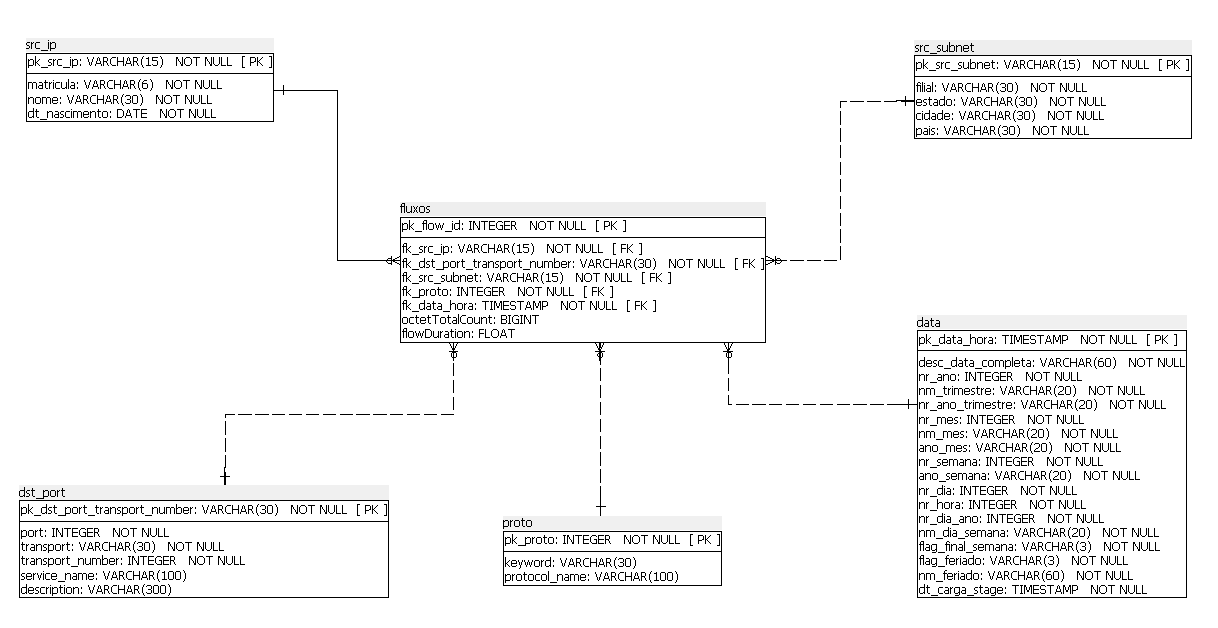 src_ip
pk_src_ip: VARCHAR(15) NOT NULL [ PK ]
matricula: VARCHAR(6) NOT NULL
nome: VARCHAR(30) NOT NULL
dt_nascimento: DATE NOT NULL
src_subnet
pk_src_subnet: VARCHAR(15) NOT NULL [ PK ]
filial: VARCHAR(30) NOT NULL
estado: VARCHAR(30) NOT NULL
cidade: VARCHAR(30) NOT NULL
pais: VARCHAR(30) NOT NULL
fluxos
pk_flow_id: INTEGER NOT NULL [ PK ]
fk_src_ip: VARCHAR(15) NOT NULL [ FK ]
fk_dst_port_transport_number: VARCHAR(30) NOT NULL [ FK ]
fk_src_subnet: VARCHAR(15) NOT NULL [ FK ]
fk_proto: INTEGER NOT NULL [ FK ]
fk_data_hora: TIMESTAMP NOT NULL [ FK ]
octetTotalCount: BIGINT
flowDuration: FLOAT
data
pk_data_hora: TIMESTAMP NOT NULL [ PK ]
desc_data_completa: VARCHAR(60) NOT NULL
nr_ano: INTEGER NOT NULL
nm_trimestre: VARCHAR(20) NOT NULL
nr_ano_trimestre: VARCHAR(20) NOT NULL
nr_mes: INTEGER NOT NULL
nm_mes: VARCHAR(20) NOT NULL
ano_mes: VARCHAR(20) NOT NULL
nr_semana: INTEGER NOT NULL
ano_semana: VARCHAR(20) NOT NULL
nr_dia: INTEGER NOT NULL
nr_hora: INTEGER NOT NULL
nr_dia_ano: INTEGER NOT NULL
nm_dia_semana: VARCHAR(20) NOT NULL
flag_final_semana: VARCHAR(3) NOT NULL
flag_feriado: VARCHAR(3) NOT NULL
nm_feriado: VARCHAR(60) NOT NULL
dt_carga_stage: TIMESTAMP NOT NULL
dst_port
pk_dst_port_transport_number: VARCHAR(30) NOT NULL [ PK ]
port: INTEGER NOT NULL
transport: VARCHAR(30) NOT NULL
transport_number: INTEGER NOT NULL
service_name: VARCHAR(100)
description: VARCHAR(300)
proto
pk_proto: INTEGER NOT NULL [ PK ]
keyword: VARCHAR(30)
protocol_name: VARCHAR(100)